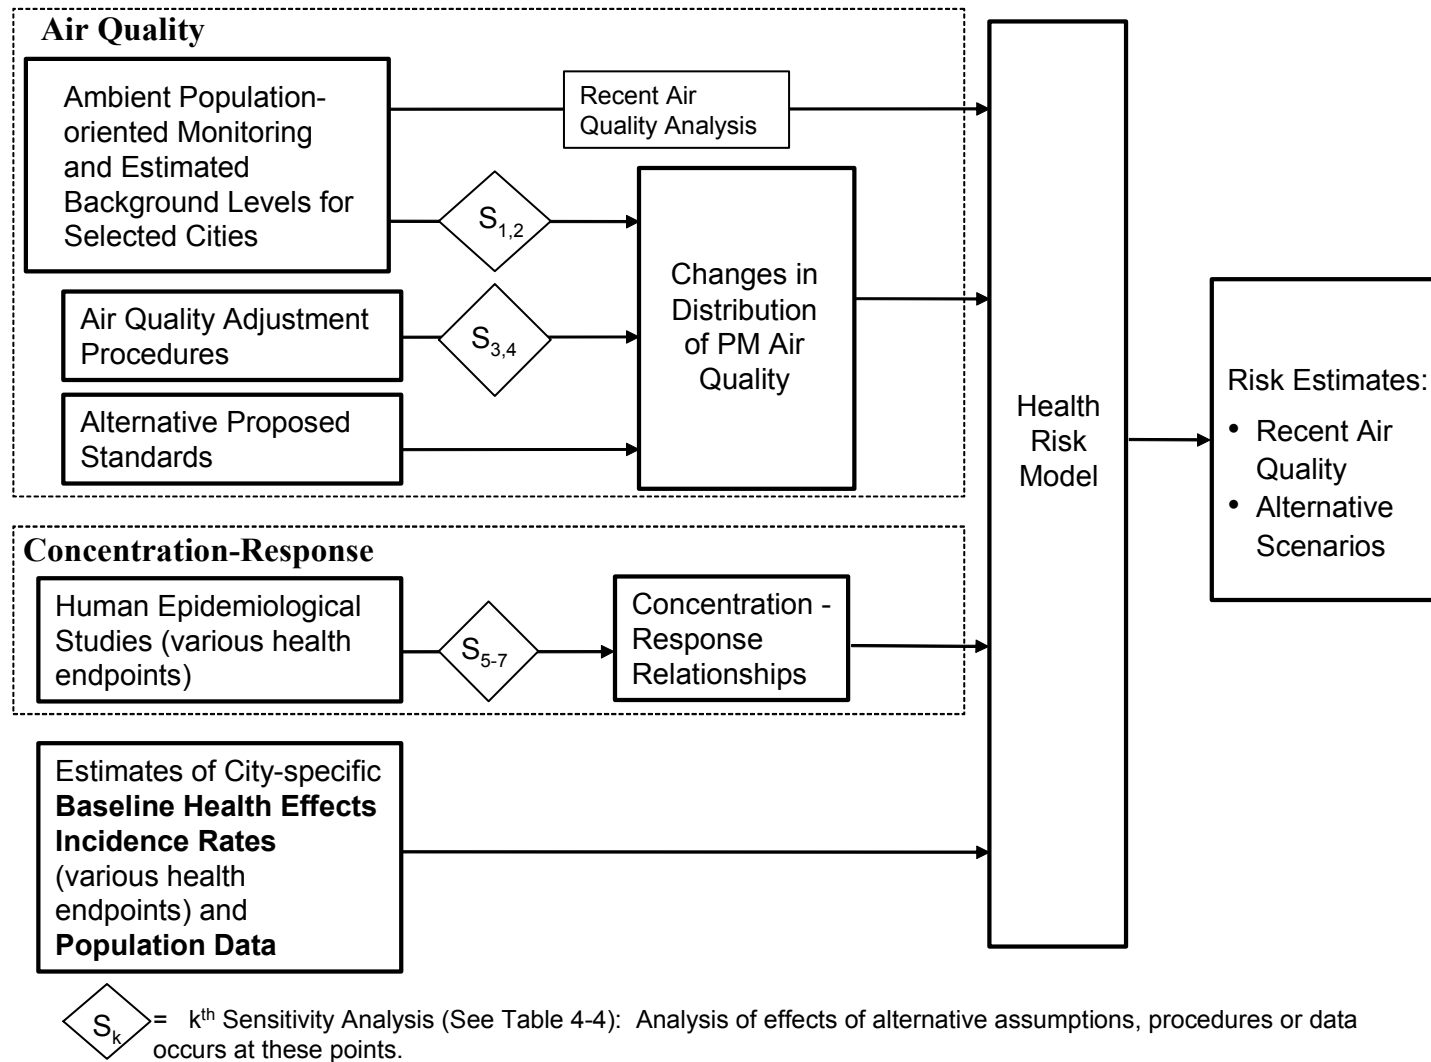 Air Quality
Ambient Population-
oriented Monitoring
and Estimated
Background Levels for
Selected Cities
Recent Air
Quality Analysis
S1,2
Air Quality Adjustment
Procedures
S3,4
Alternative Proposed
Standards
Changes in
Distribution
of PM Air
Quality
Concentration-Response
Human Epidemiological
Studies (various health
endpoints)
S5-7
Concentration -
Response
Relationships
Estimates of City-specific
Baseline Health Effects
Incidence Rates
(various health
endpoints) and
Population Data
Health
Risk
Model
Risk Estimates:
• Recent Air
Quality
• Alternative
Scenarios
Sk = kth Sensitivity Analysis (See Table 4-4): Analysis of effects of alternative assumptions, procedures or data
occurs at these points.